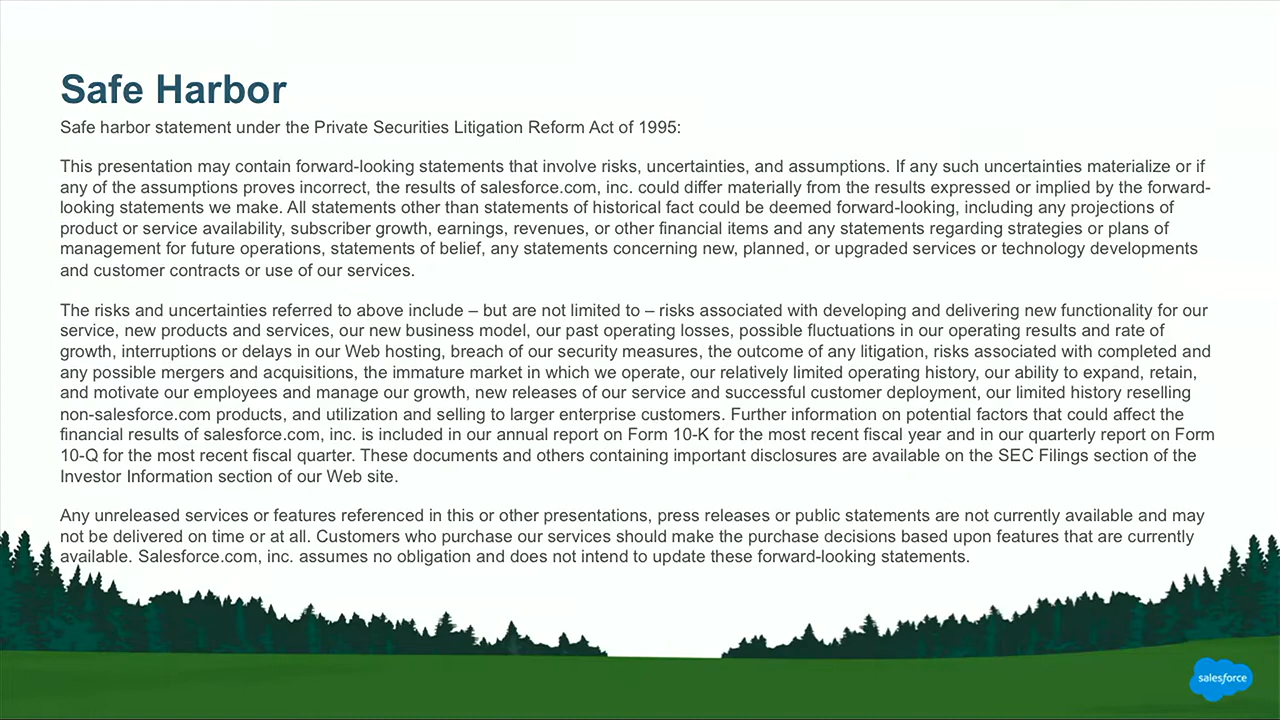 Safe Harbor
Safe harbor statement under the Private Securities Litigation Reform Act of 1995:
This presentation may contain forward-looking statements that involve risks, uncertainties, and assumptions. If any such uncertainties materialize or if
any of the assumptions proves incorrect, the results of salesforce.com, inc. could differ materially from the results expressed or implied by the forward-
looking statements we make. All statements other than statements of historical fact could be deemed forward-looking, including any projections of
product or service availability, subscriber growth, earnings, revenues, or other financial items and any statements regarding strategies or plans of
management for future operations, statements of belief, any statements concerning new, planned, or upgraded services or technology developments
and customer contracts or use of our services.
The risks and uncertainties referred to above include – but are not limited to – risks associated with developing and delivering new functionality for our
service, new products and services, our new business model, our past operating losses, possible fluctuations in our operating results and rate of
growth, interruptions or delays in our Web hosting, breach of our security measures, the outcome of any litigation, risks associated with completed and
any possible mergers and acquisitions, the immature market in which we operate, our relatively limited operating history, our ability to expand, retain,
and motivate our employees and manage our growth, new releases of our service and successful customer deployment, our limited history reselling
non-salesforce.com products, and utilization and selling to larger enterprise customers. Further information on potential factors that could affect the
financial results of salesforce.com, inc. is included in our annual report on Form 10-K for the most recent fiscal year and in our quarterly report on Form
10-Q for the most recent fiscal quarter. These documents and others containing important disclosures are available on the SEC Filings section of the
Investor Information section of our Web site.
Any unreleased services or features referenced in this or other presentations, press releases or public statements are not currently available and may
not be delivered on time or at all. Customers who purchase our services should make the purchase decisions based upon features that are currently
available. Salesforce.com, inc. assumes no obligation and does not intend to update these forward-looking statements.
salesforce